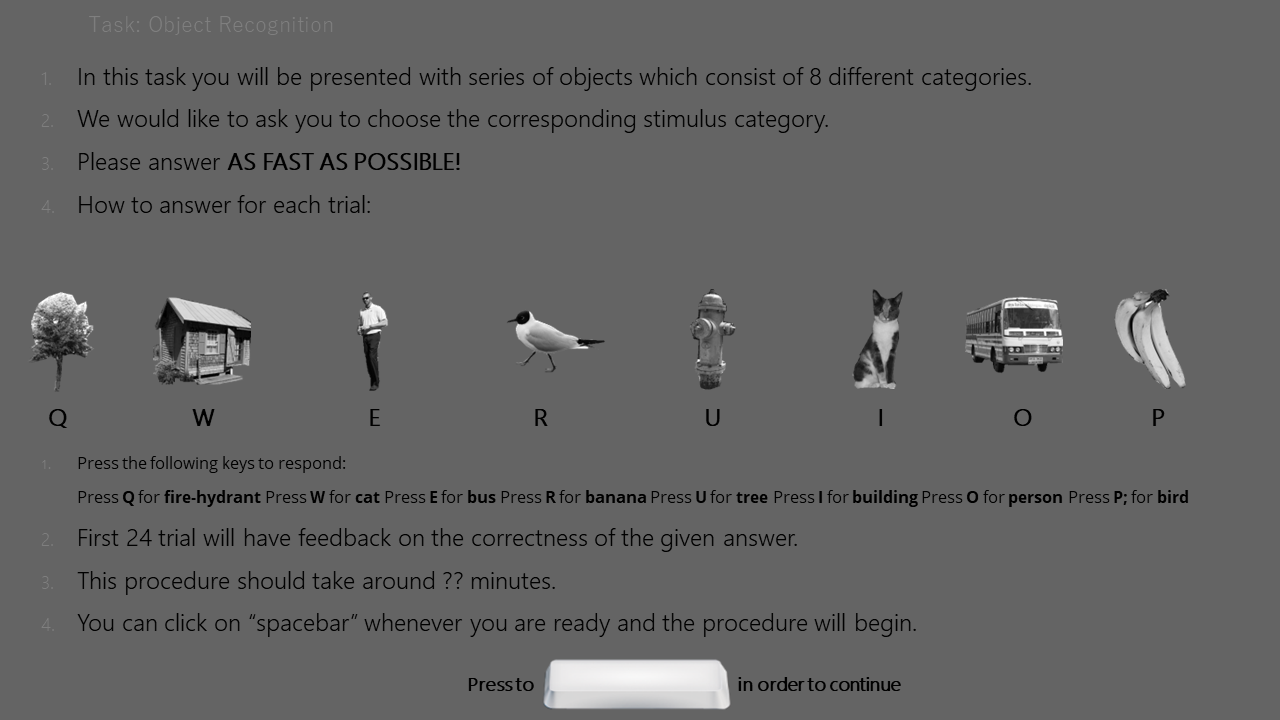 Task: Object Recognition
1. In this task you will be presented with series of objects which consist of 8 different categories.
2. We would like to ask you to choose the corresponding stimulus category.
3. Please answer AS FAST AS POSSIBLE!
4. How to answer for each trial:
Q W E R U I O P
1. Press the following keys to respond:
Press Q for fire-hydrant Press W for cat Press E for bus Press R for banana Press U for tree Press I for building Press O for person Press P; for bird
2. First 24 trial will have feedback on the correctness of the given answer.
3. This procedure should take around ?? minutes.
4. You can click on “spacebar” whenever you are ready and the procedure will begin.
Press to in order to continue